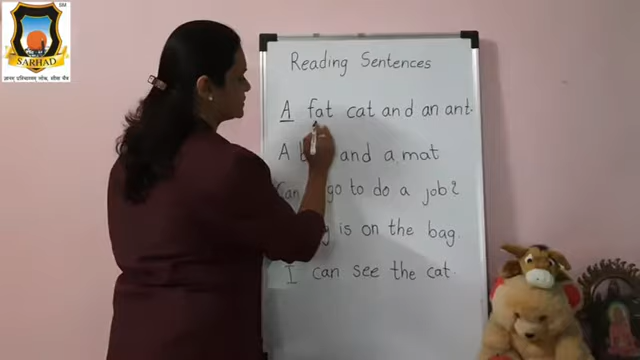 SARHAD
Reading Sentences
A fat cat and an ant.
A and a mat
Can go to do a job?
is on the bag.
I can see the cat